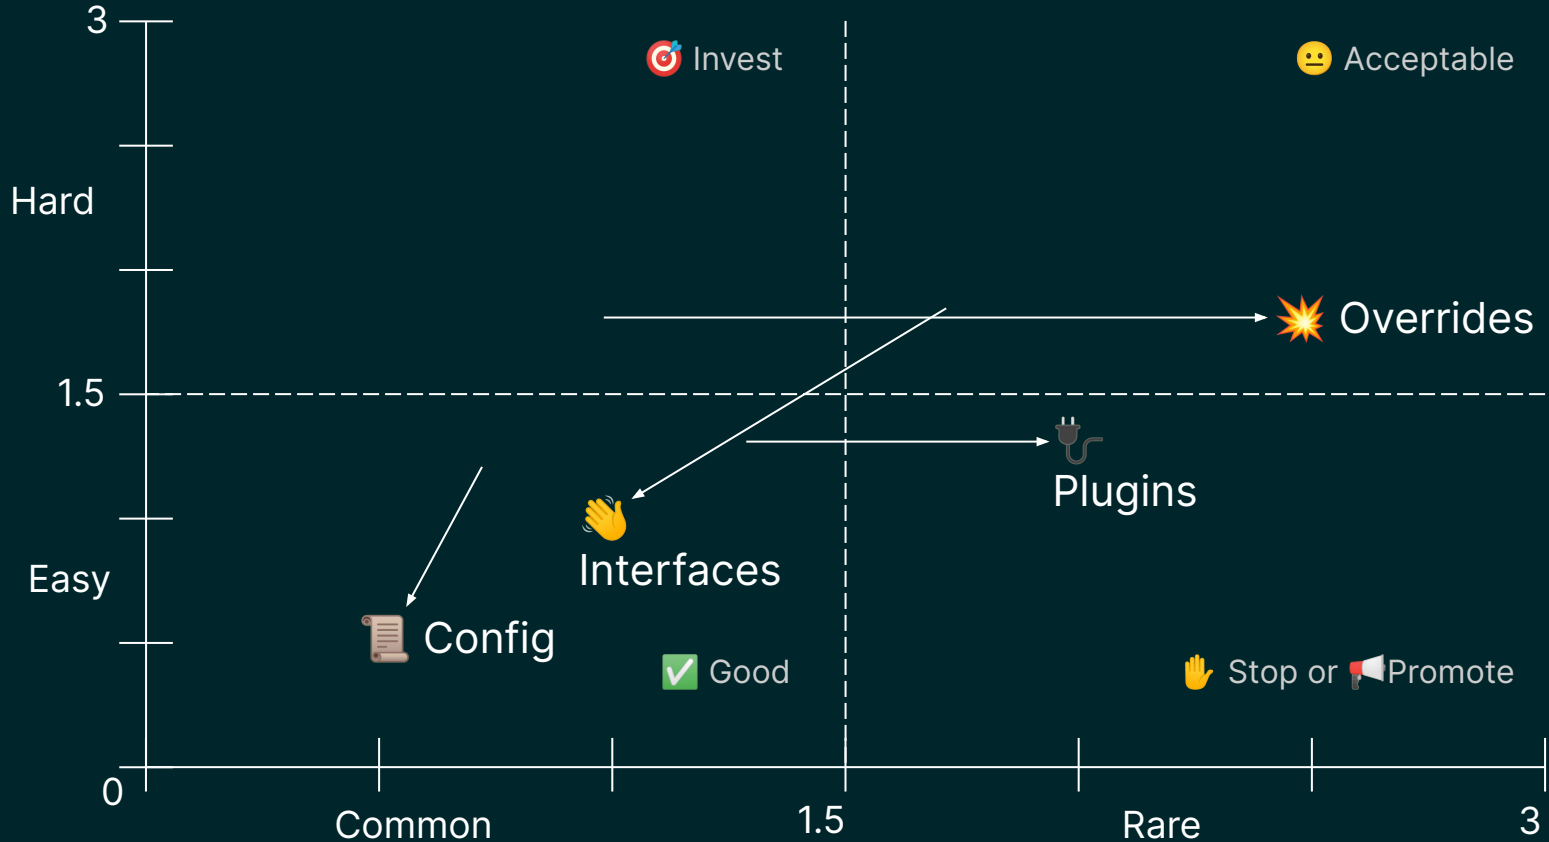 3
🎯 Invest
😐 Acceptable
Hard
💥 Overrides
1.5
🔌 Plugins
👋 Interfaces
Easy
📜 Config
✅ Good
✋ Stop or 📢Promote
0
Common
1.5
Rare
3